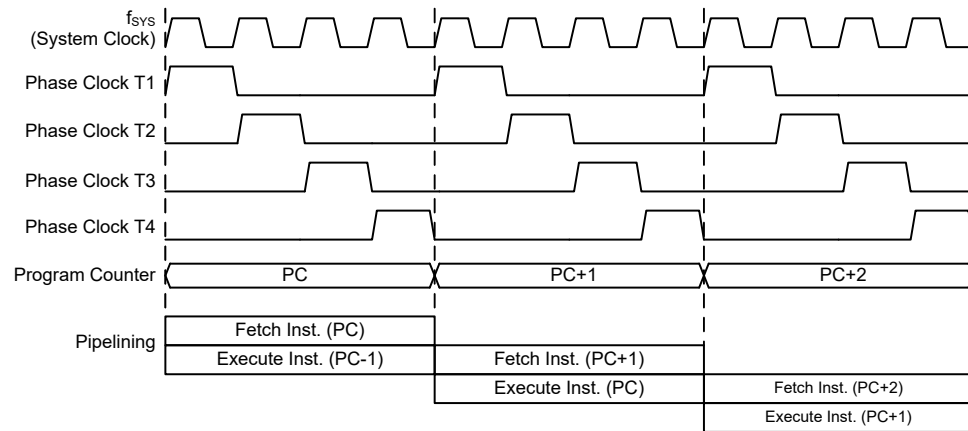 fSYS
(System Clock)
Phase Clock T1
Phase Clock T2
Phase Clock T3
Phase Clock T4
Program Counter PC PC+1 PC+2
Fetch Inst. (PC)
Pipelining
Execute Inst. (PC-1) Fetch Inst. (PC+1)
Execute Inst. (PC) Fetch Inst. (PC+2)
Execute Inst. (PC+1)